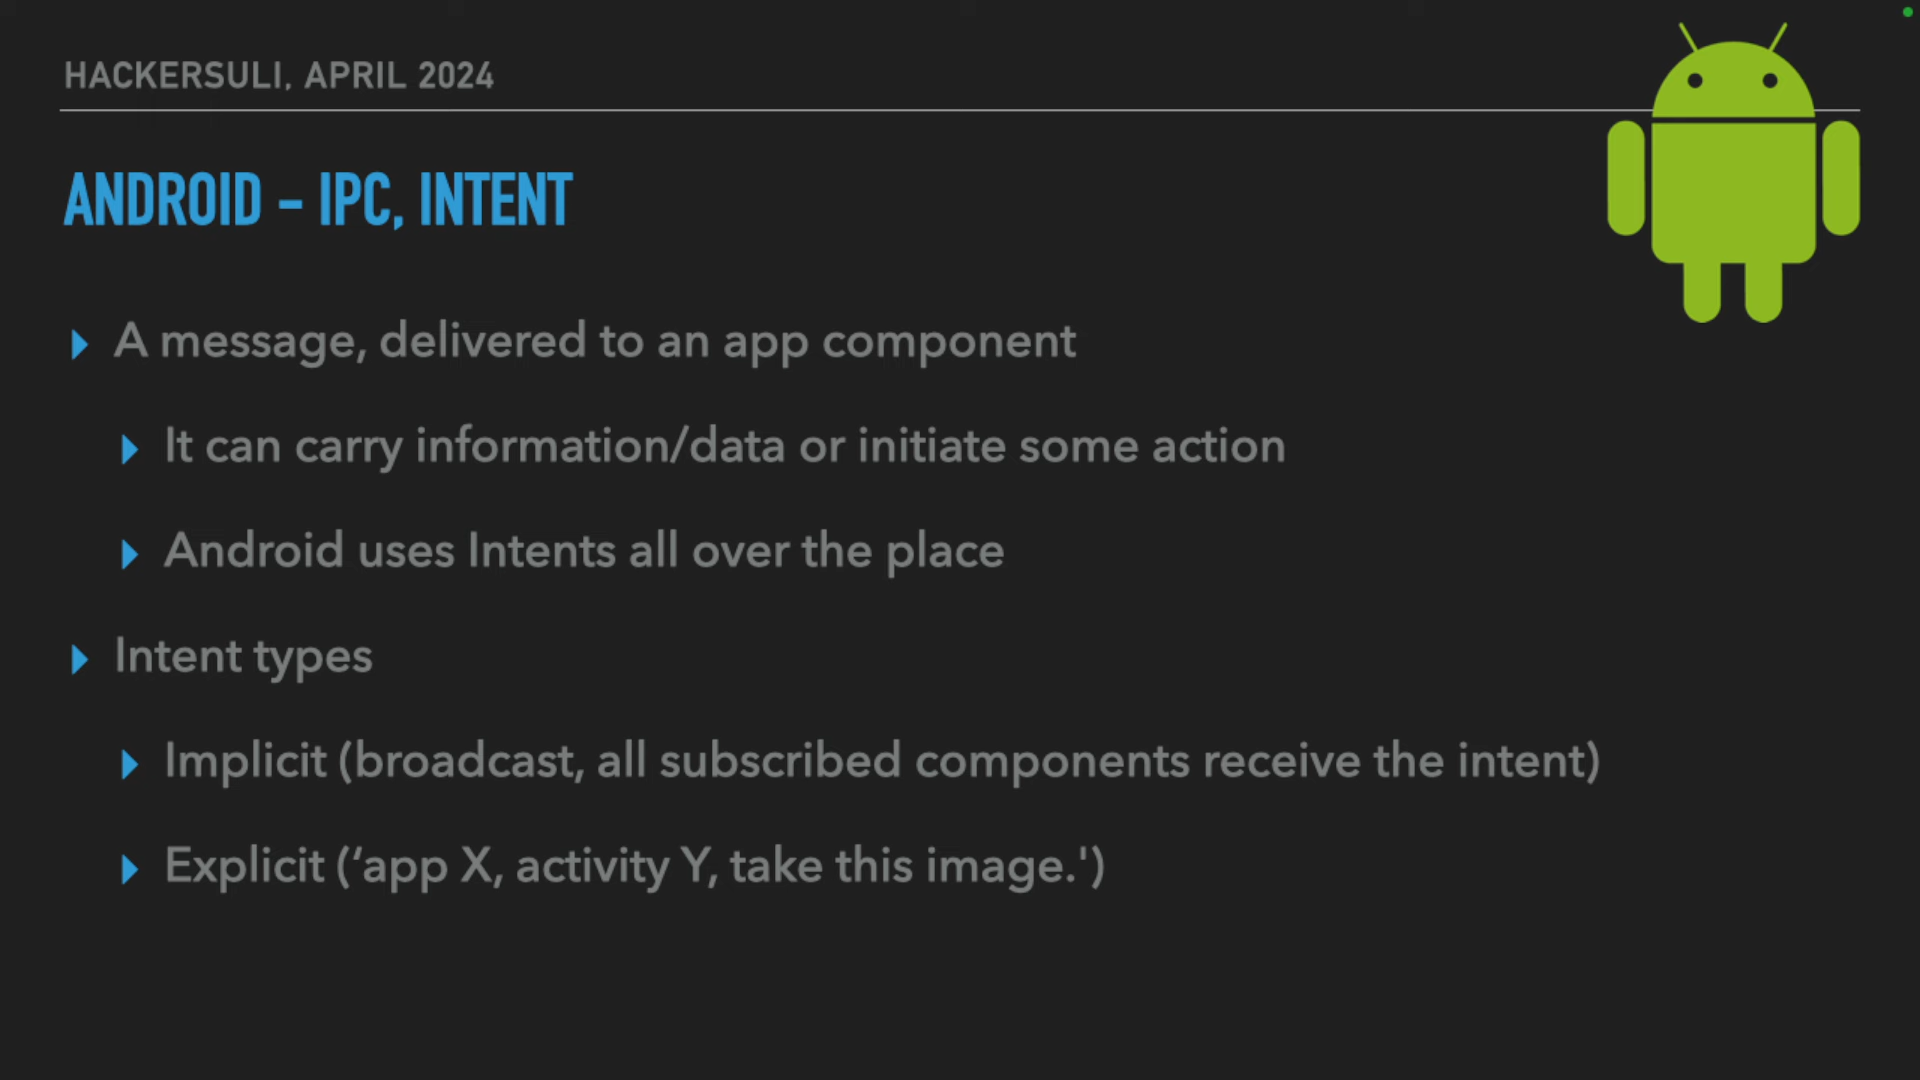 HACKERSULI, APRIL 2024
ANDROID – IPC, INTENT
A message, delivered to an app component
It can carry information/data or initiate some action
Android uses Intents all over the place
Intent types
Implicit (broadcast, all subscribed components receive the intent)
Explicit (‘app X, activity Y, take this image.')